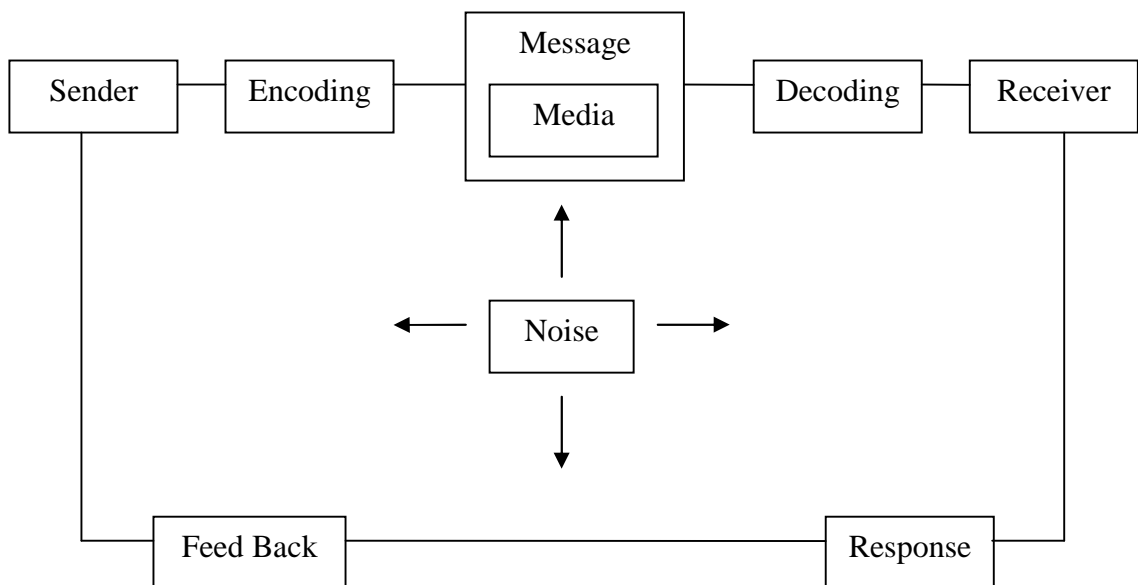 Message
Sender
Encoding
Media
Decoding
Receiver
Noise
Feed Back
Response